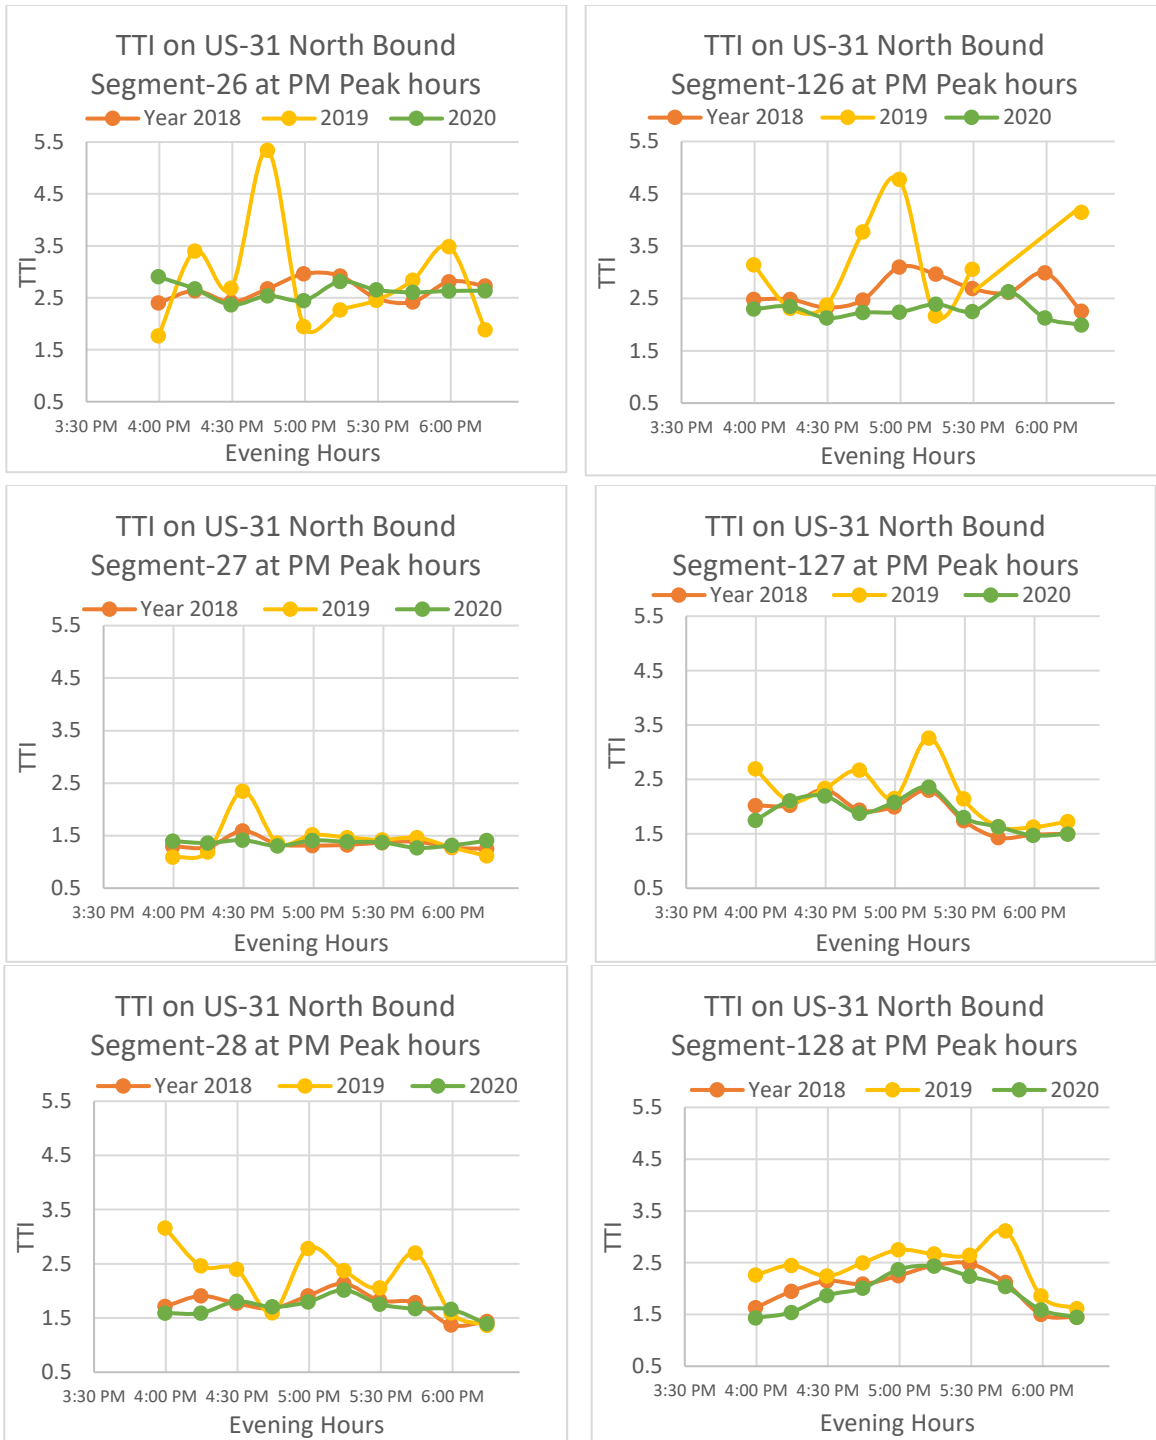 TTI on US-31 North Bound
Segment-26 at PM Peak hours
Year 2018 2019 2020
5.5
4.5
3.5
2.5
1.5
0.5
TTI
3:30 PM 4:00 PM 4:30 PM 5:00 PM 5:30 PM 6:00 PM
Evening Hours
TTI on US-31 North Bound
Segment-126 at PM Peak hours
Year 2018 2019 2020
5.5
4.5
3.5
2.5
1.5
0.5
TTI
3:30 PM 4:00 PM 4:30 PM 5:00 PM 5:30 PM 6:00 PM
Evening Hours
TTI on US-31 North Bound
Segment-27 at PM Peak hours
Year 2018 2019 2020
5.5
4.5
3.5
2.5
1.5
0.5
TTI
3:30 PM 4:00 PM 4:30 PM 5:00 PM 5:30 PM 6:00 PM
Evening Hours
TTI on US-31 North Bound
Segment-127 at PM Peak hours
Year 2018 2019 2020
5.5
4.5
3.5
2.5
1.5
0.5
TTI
3:30 PM 4:00 PM 4:30 PM 5:00 PM 5:30 PM 6:00 PM
Evening Hours
TTI on US-31 North Bound
Segment-28 at PM Peak hours
Year 2018 2019 2020
5.5
4.5
3.5
2.5
1.5
0.5
TTI
3:30 PM 4:00 PM 4:30 PM 5:00 PM 5:30 PM 6:00 PM
Evening Hours
TTI on US-31 North Bound
Segment-128 at PM Peak hours
Year 2018 2019 2020
5.5
4.5
3.5
2.5
1.5
0.5
TTI
3:30 PM 4:00 PM 4:30 PM 5:00 PM 5:30 PM 6:00 PM
Evening Hours